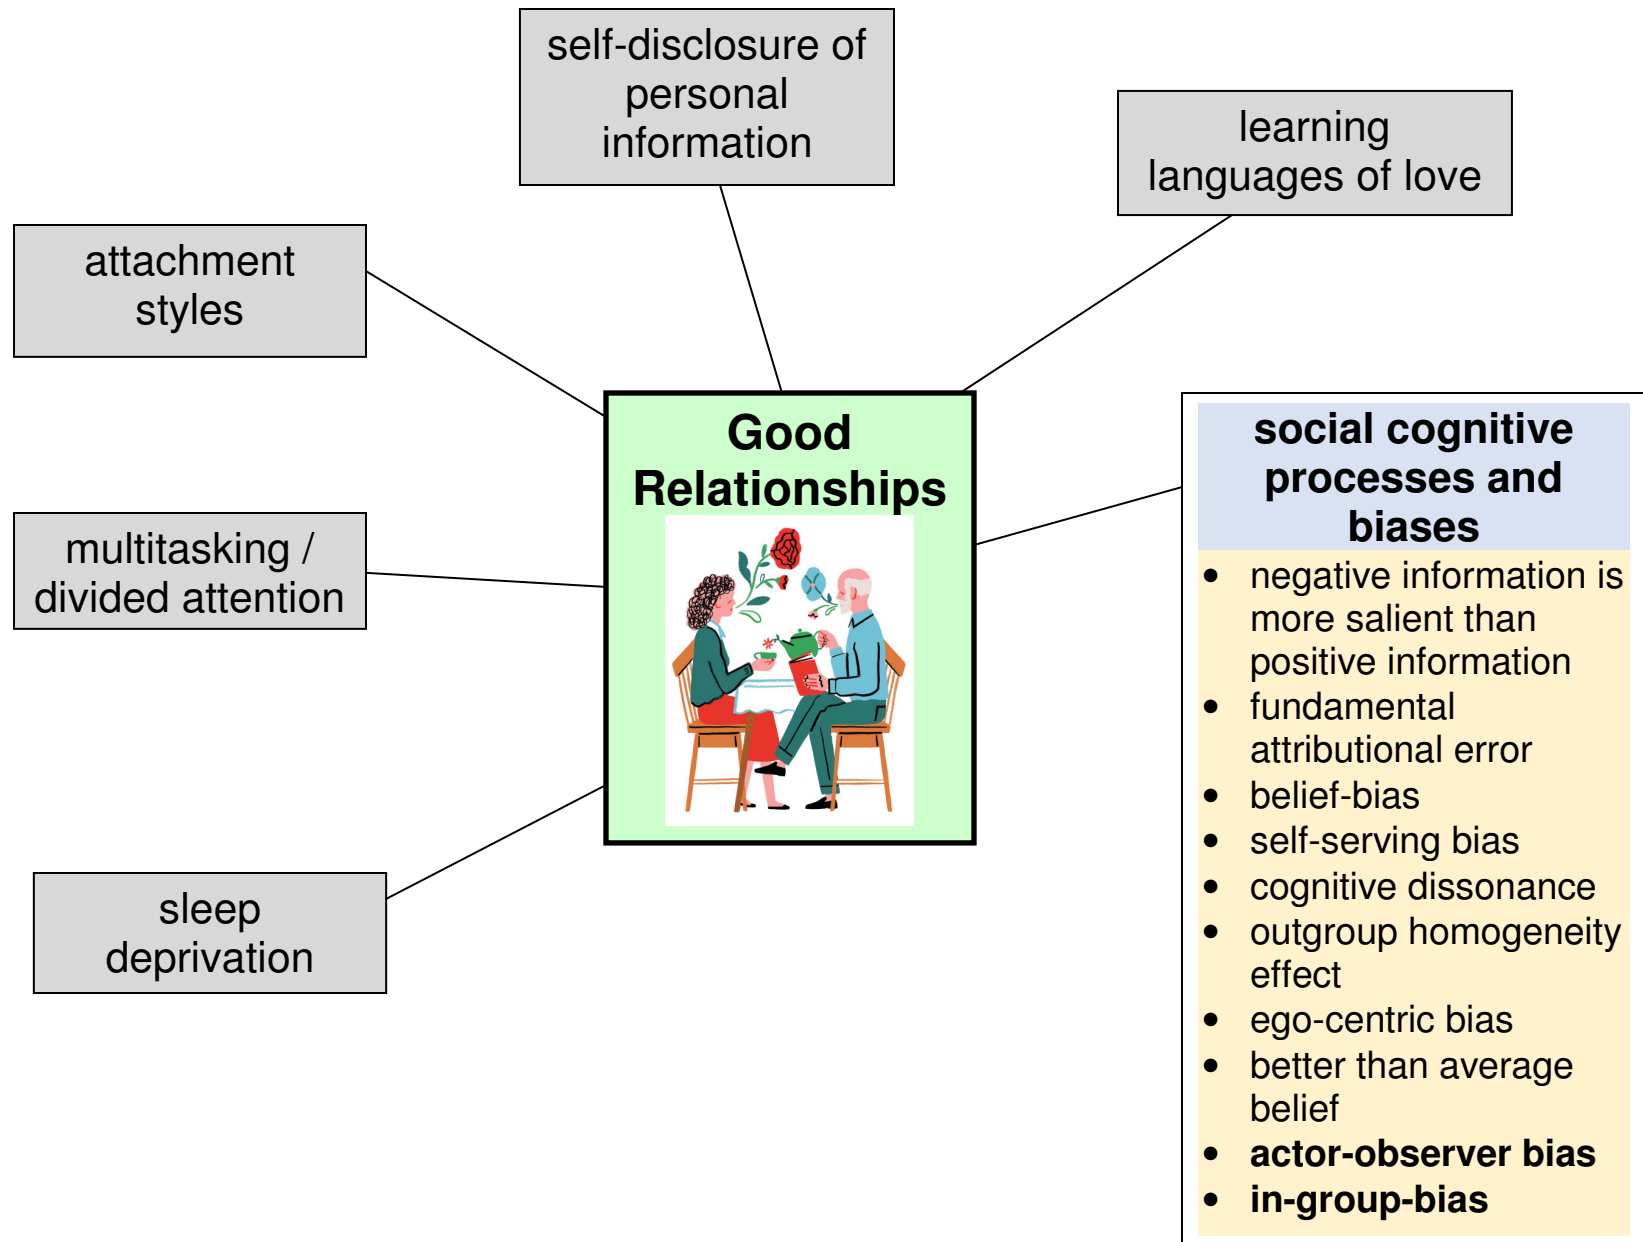 self-disclosure of
personal
information
learning
languages of love
attachment
styles
Good
Relationships
social cognitive
processes and
biases
• negative information is
more salient than
positive information
• fundamental
attributional error
• belief-bias
• self-serving bias
• cognitive dissonance
• outgroup homogeneity
effect
• ego-centric bias
• better than average
belief
• actor-observer bias
• in-group-bias
multitasking /
divided attention
sleep
deprivation